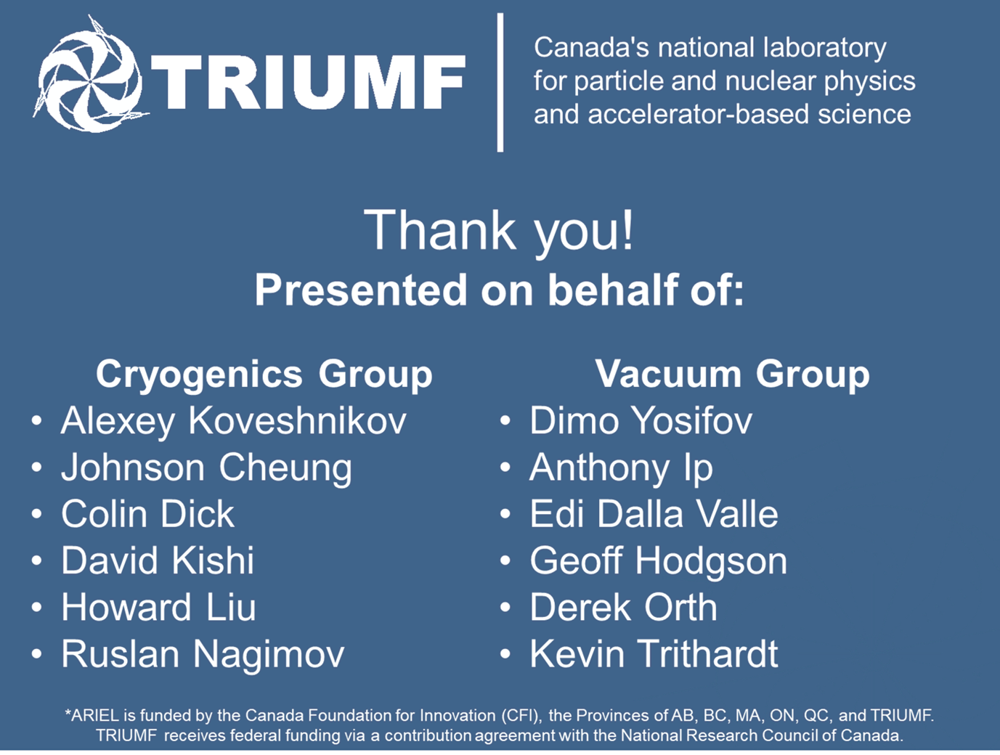 TRIUMF
Canada's national laboratory
for particle and nuclear physics
and accelerator-based science
Thank you!
Presented on behalf of:
Cryogenics Group
• Alexey Koveshnikov
• Johnson Cheung
• Colin Dick
• David Kishi
• Howard Liu
• Ruslan Nagimov
Vacuum Group
• Dimo Yosifov
• Anthony Ip
• Edi Dalla Valle
• Geoff Hodgson
• Derek Orth
• Kevin Trithardt
*ARIEL is funded by the Canada Foundation for Innovation (CFI), the Provinces of AB, BC, MA, ON, QC, and TRIUMF.
TRIUMF receives federal funding via a contribution agreement with the National Research Council of Canada.